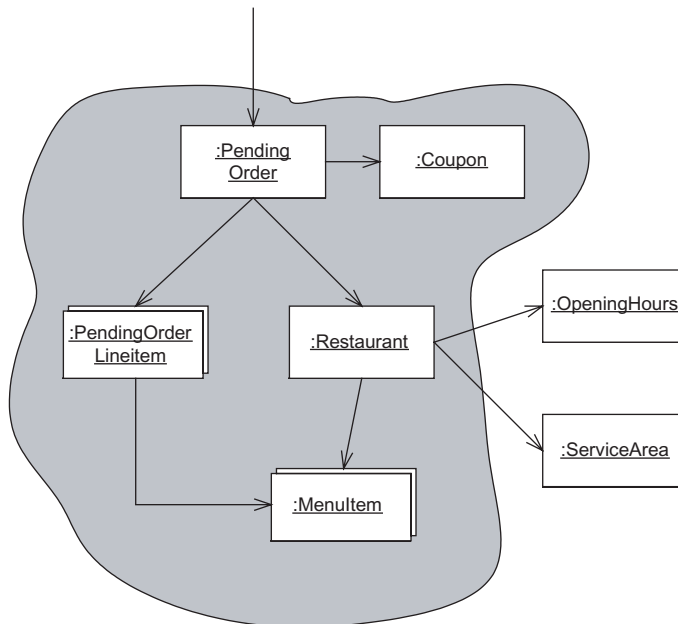 :Pending
Order
:Coupon
:PendingOrder
Lineitem
:Restaurant
:OpeningHours
:ServiceArea
:MenuItem